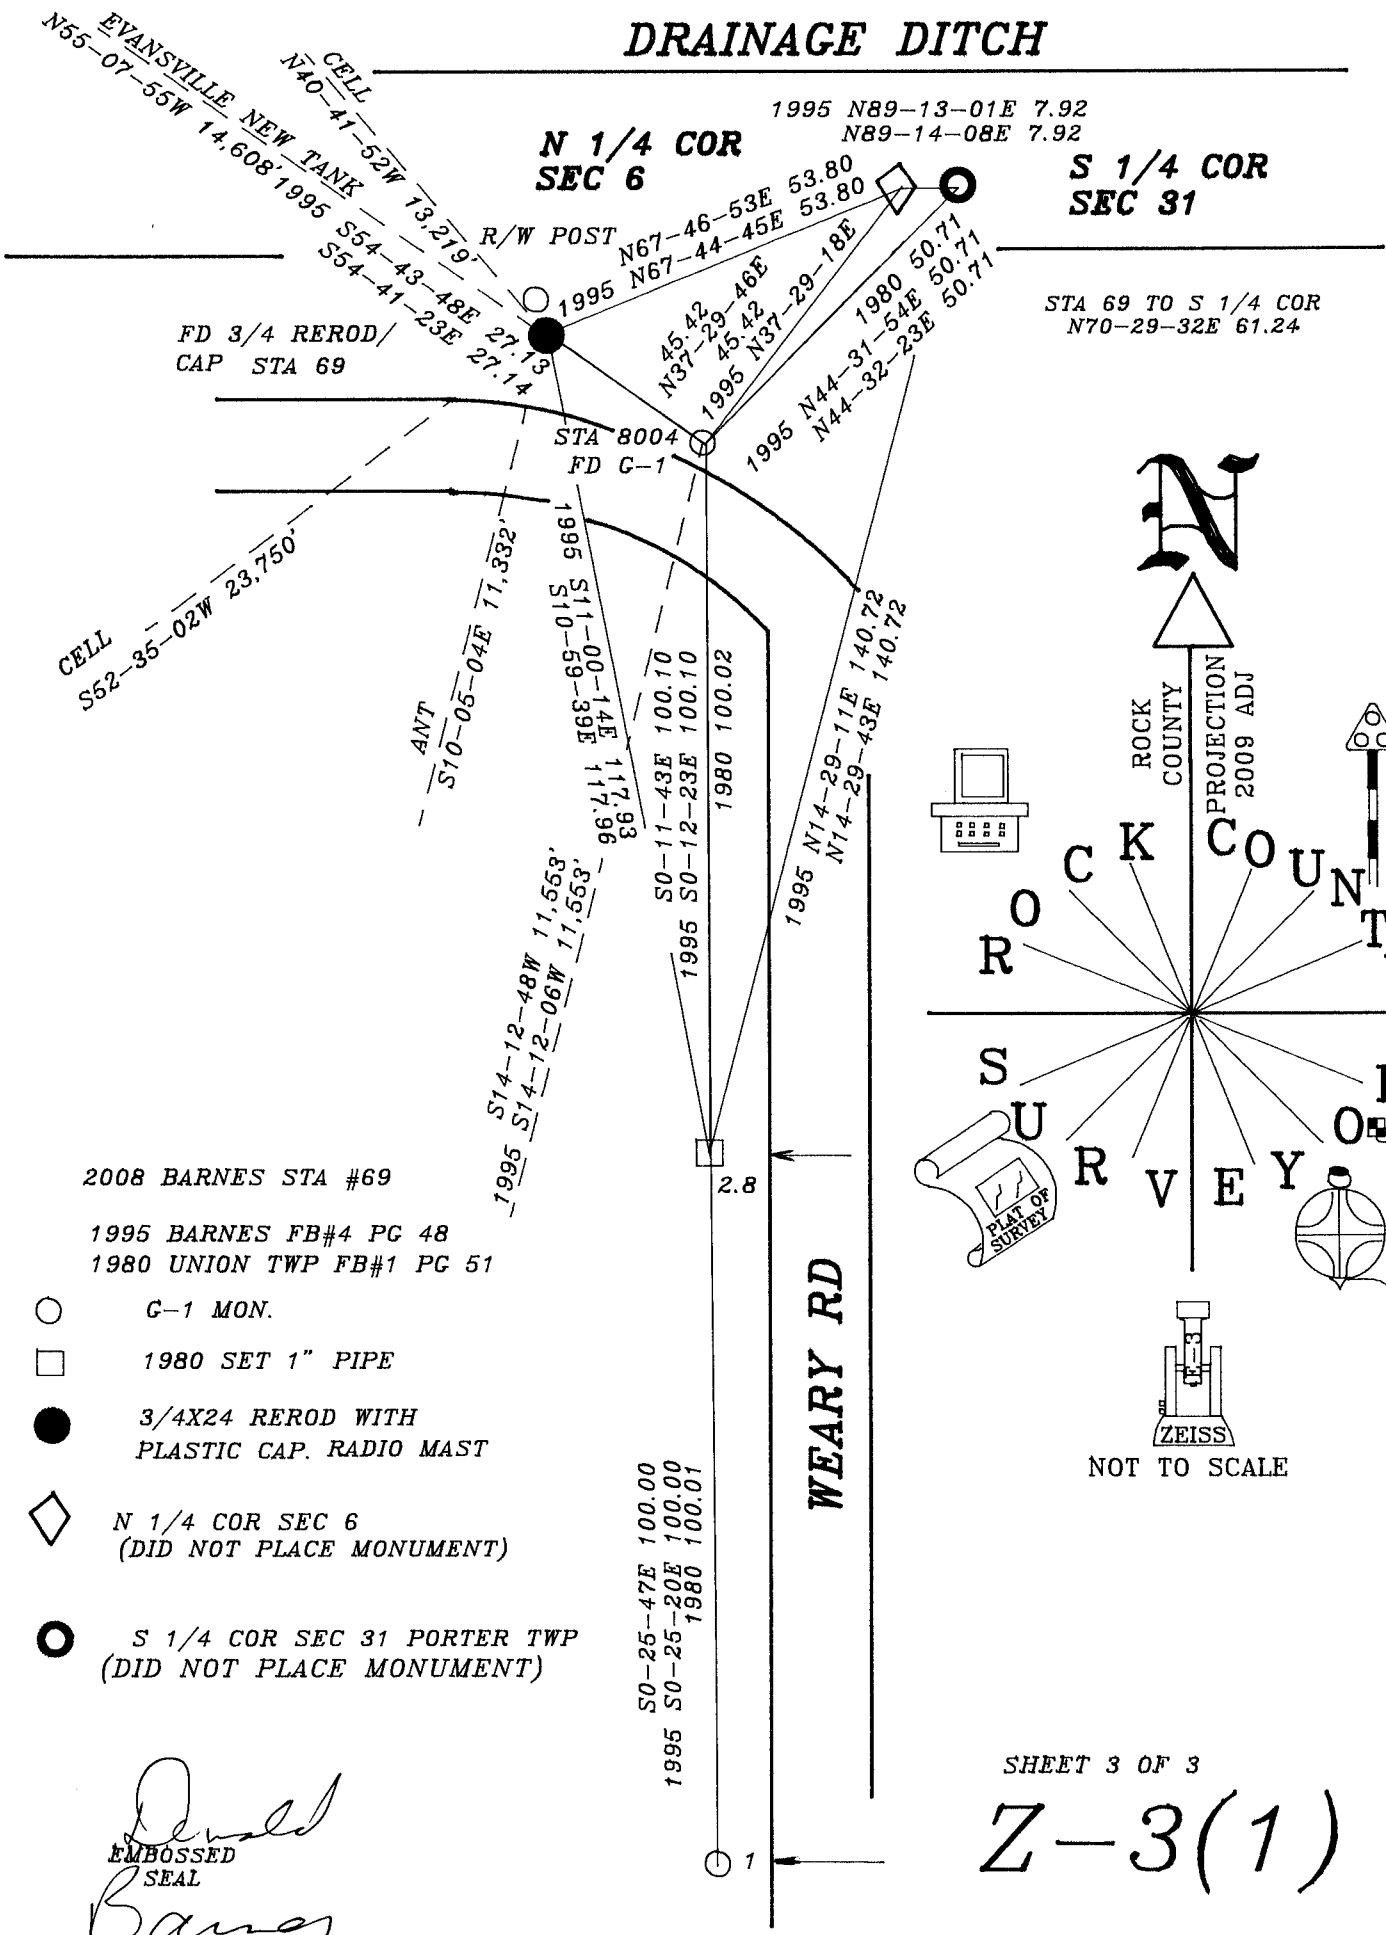 DRAINAGE DITCH
EVANSVILLE NEW TANK
N55-07-55W 14,608'
CELL
N40-41-52W 13,219'
1995 N89-13-01E 7.92
N89-14-08E 7.92
N 1/4 COR
SEC 6
S 1/4 COR
SEC 31
R/W POST
N67-46-53E 53.80
1995 N67-44-45E 53.80
1995 S54-43-48E 27.13
S54-41-23E 27.14
45.42
N37-29-46E
45.42
1995 N37-29-18E
1980 50.71
1995 N44-31-54E 50.71
N44-32-23E 50.71
STA 69 TO S 1/4 COR
N70-29-32E 61.24
FD 3/4 REROD/
CAP STA 69
STA 8004
FD G-1
CELL
S52-35-02W 23,750'
ANT
S10-05-04E 11,332'
1995 S11-00-14E 117.93
S10-59-39E 117.96
S0-11-43E 100.10
1995 S0-12-23E 100.10
1980 100.02
1995 N14-29-11E 140.72
N14-29-43E 140.72
S14-12-48W 11,553'
1995 S14-12-06W 11,553'
N
ROCK
COUNTY
PROJECTION
2009 ADJ
ROCK COUNT
SURVEYO
PLAT OF
SURVEY
ZEISS
NOT TO SCALE
2.8
WEARY RD
2008 BARNES STA #69
1995 BARNES FB#4 PG 48
1980 UNION TWP FB#1 PG 51
G-1 MON.
1980 SET 1" PIPE
3/4X24 REROD WITH
PLASTIC CAP. RADIO MAST
N 1/4 COR SEC 6
(DID NOT PLACE MONUMENT)
S 1/4 COR SEC 31 PORTER TWP
(DID NOT PLACE MONUMENT)
S0-25-47E 100.00
1995 S0-25-20E 100.00
1980 100.01
1
Donald
EMBOSSED
SEAL
Barnes
SHEET 3 OF 3
Z-3(1)